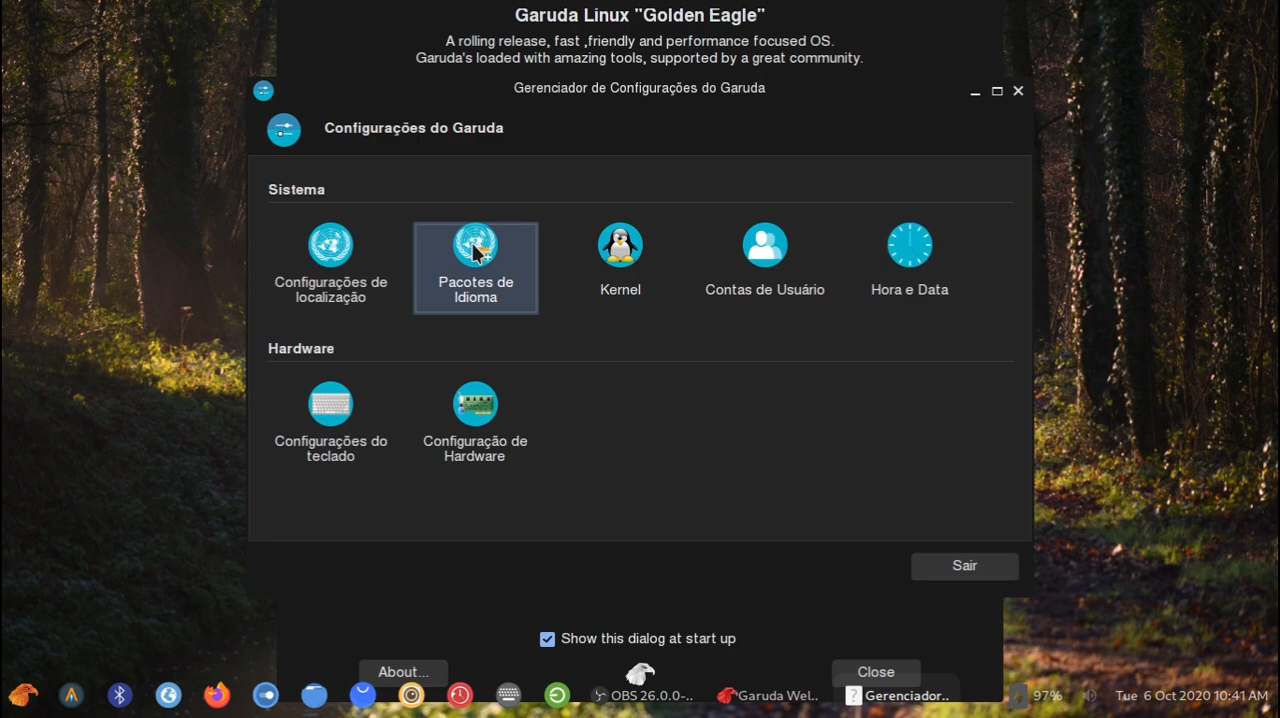 Garuda Linux "Golden Eagle"
A rolling release, fast ,friendly and performance focused OS.
Garuda's loaded with amazing tools, supported by a great community.
Gerenciador de Configurações do Garuda
Configurações do Garuda
Sistema
Configurações de
localização
Pacotes de
Idioma
Kernel
Contas de Usuário
Hora e Data
Hardware
Configurações do
teclado
Configuração de
Hardware
Sair
Show this dialog at start up
About...
Close
OBS 26.0.0-..
Garuda Wel...
Gerenciador..
97%
Tue 6 Oct 2020 10:41 AM